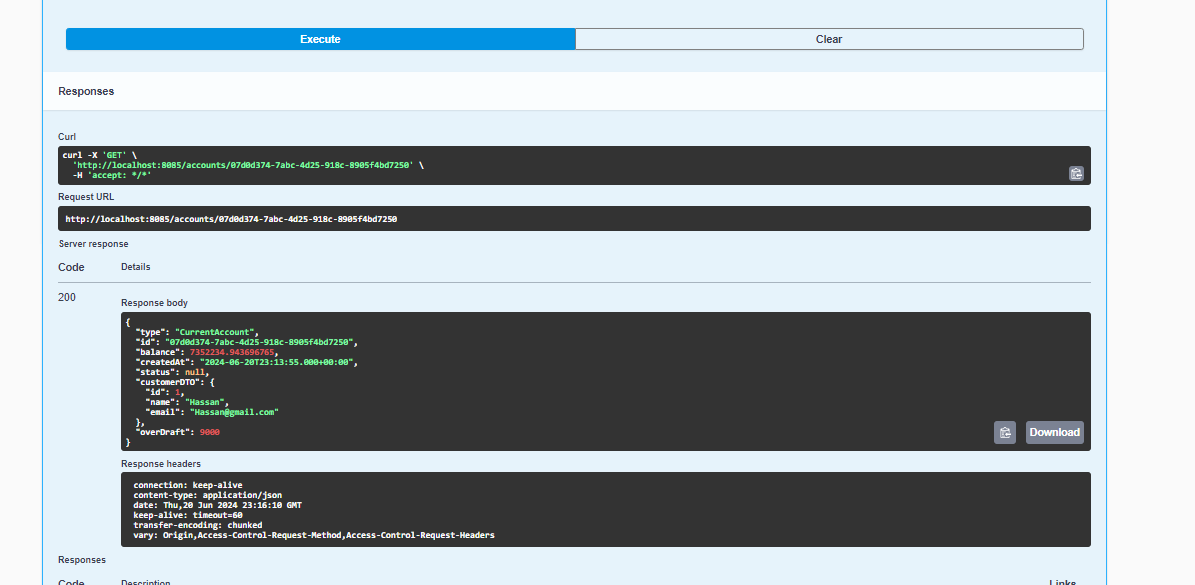 Execute
Clear
Responses
Curl
curl -X 'GET' \
'http://localhost:8085/accounts/07d0d374-7abc-4d25-918c-8905f4bd7250' \
-H 'accept: */*'
Request URL
http://localhost:8085/accounts/07d0d374-7abc-4d25-918c-8905f4bd7250
Server response
Code
Details
200
Response body
{
"type": "CurrentAccount",
"id": "07d0d374-7abc-4d25-918c-8905f4bd7250",
"balance": 7352234.943696765,
"createdAt": "2024-06-20T23:13:55.000+00:00",
"status": null,
"customerDTO": {
"id": 1,
"name": "Hassan",
"email": "Hassan@gmail.com"
},
"overDraft": 9000
}
Download
Response headers
connection: keep-alive
content-type: application/json
date: Thu,20 Jun 2024 23:16:10 GMT
keep-alive: timeout=60
transfer-encoding: chunked
vary: Origin,Access-Control-Request-Method,Access-Control-Request-Headers
Responses
Code
Description
Links